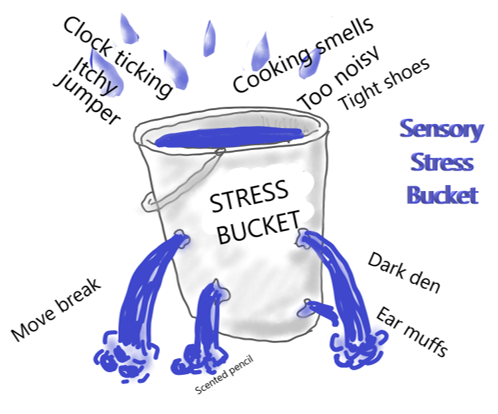 Clock ticking
Itchy
jumper
Cooking smells
Too noisy
Tight shoes
Sensory
Stress
Bucket
STRESS
BUCKET
Move break
Scented pencil
Dark den
Ear muffs